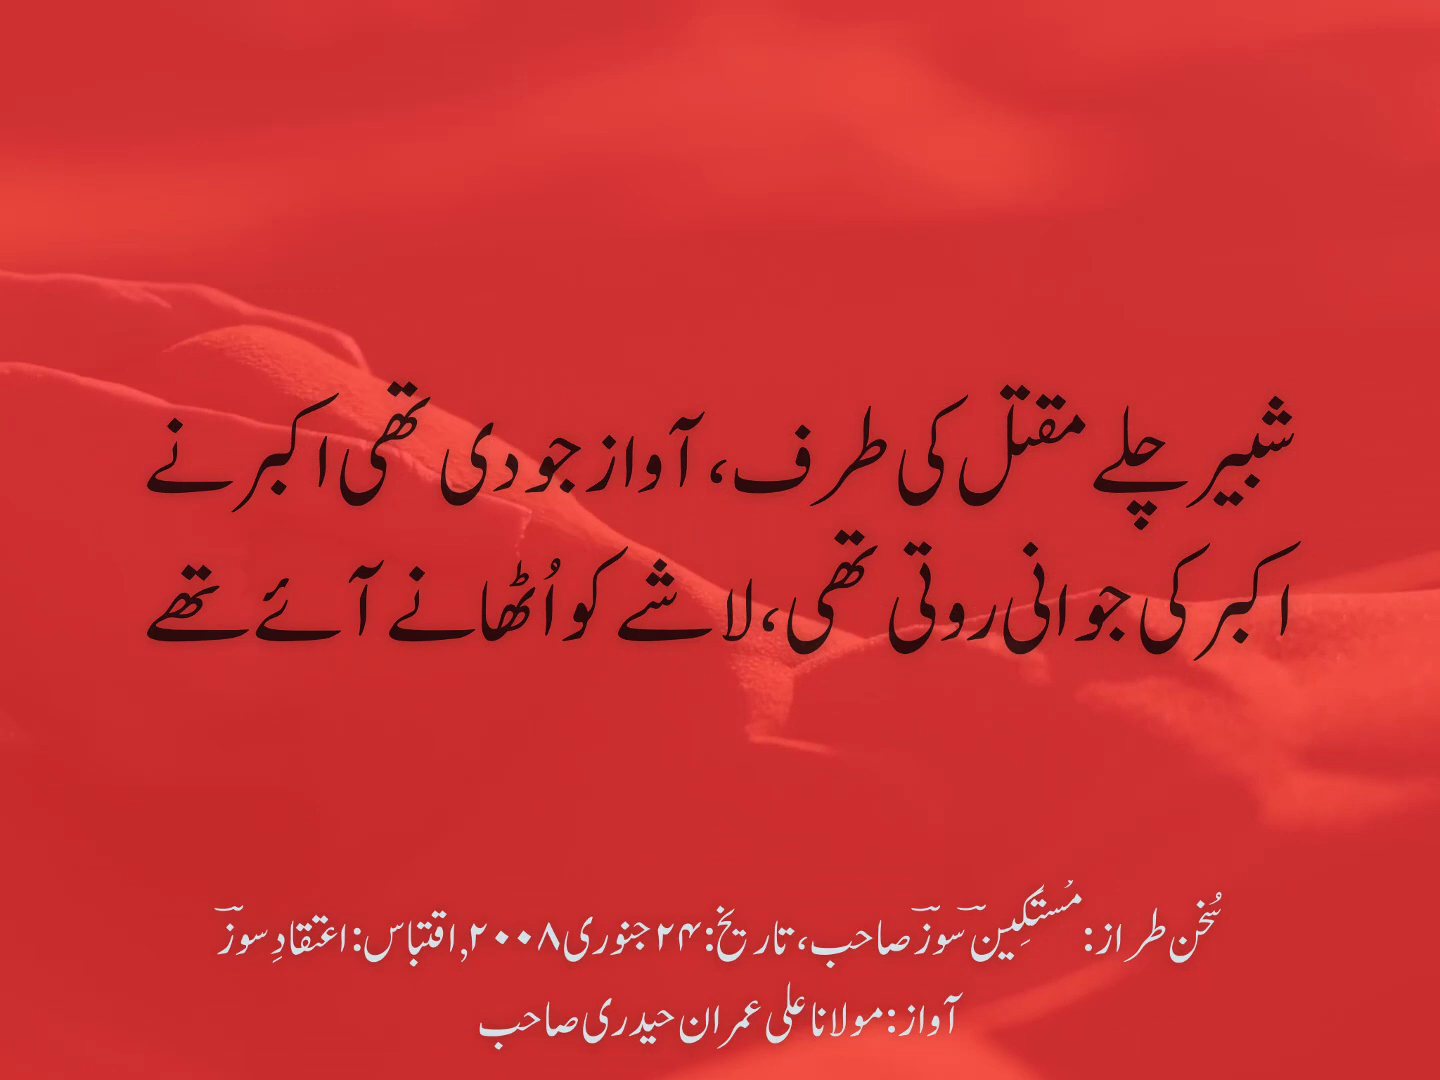 شبیر چلے مقتل کی طرف، آواز جو دی تھی اکبر نے
اکبر کی جوانی روتی تھی، لاشے کو اُٹھانے آئے تھے
سُخن طراز: مُستکِین سوزؔ صاحب، تاریخ: ۲۴ جنوری ۲۰۰۸, اقتباس: اعتقادِ سوزؔ
آواز: مولانا علی عمران حیدری صاحب